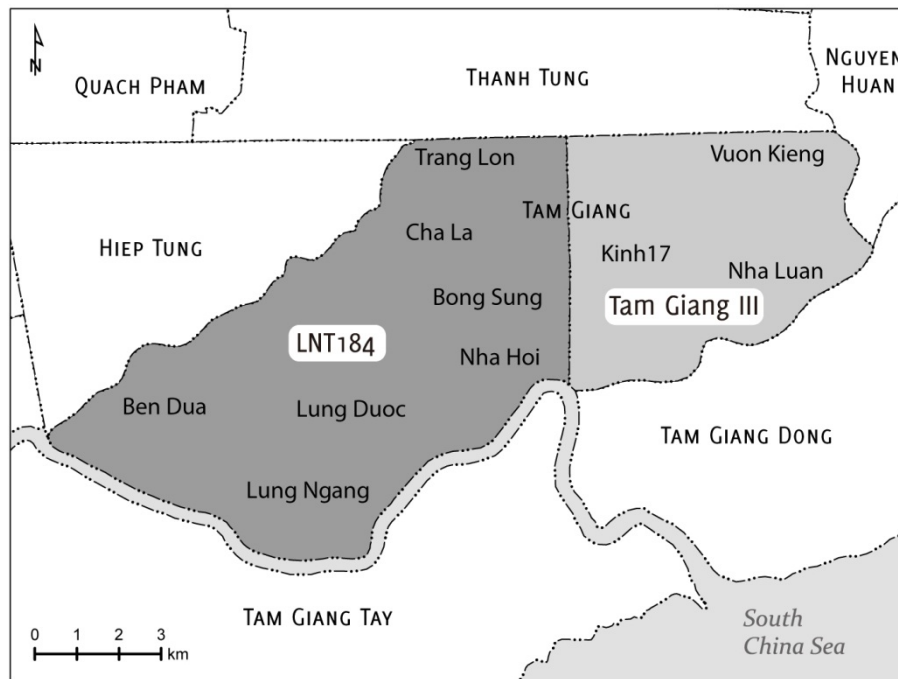 N
QUACH PHAM
THANH TUNG
NGUYEN
HUAN
Trang Lon
Vuon Kieng
TAM GIANG
Cha La
HIEP TUNG
Kinh17
Nha Luan
Bong Sung
Tam Giang III
LNT184
Nha Hoi
Ben Dua
Lung Duoc
TAM GIANG DONG
Lung Ngang
TAM GIANG TAY
South
China Sea
0 1 2 3
km